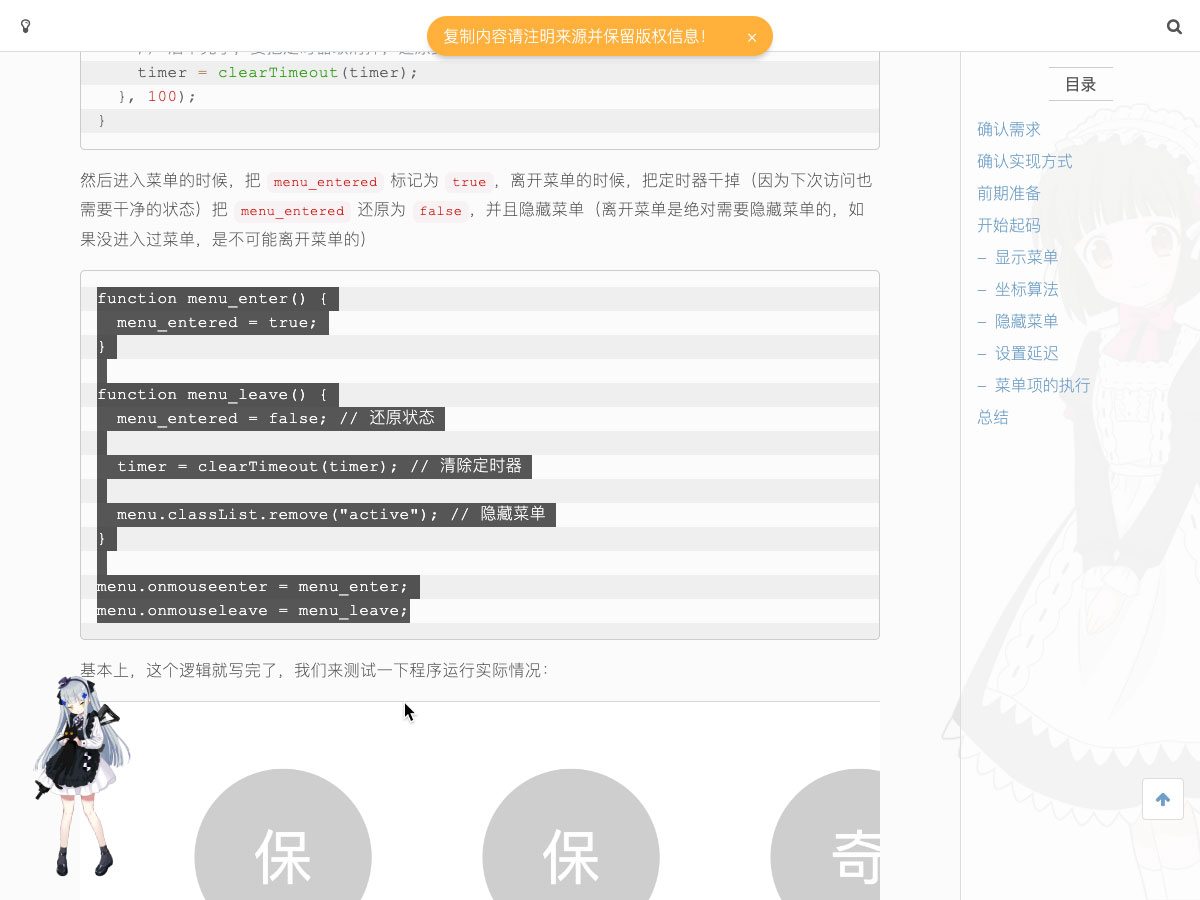 复制内容请注明来源并保留版权信息! ×
timer = clearTimeout(timer);
}, 100);
}
然后进入菜单的时候，把 menu_entered 标记为 true，离开菜单的时候，把定时器干掉（因为下次访问也
需要干净的状态）把 menu_entered 还原为 false，并且隐藏菜单（离开菜单是绝对需要隐藏菜单的，如
果没进入过菜单，是不可能离开菜单的）
function menu_enter() {
menu_entered = true;
}
function menu_leave() {
menu_entered = false; // 还原状态
timer = clearTimeout(timer); // 清除定时器
menu.classList.remove("active"); // 隐藏菜单
}
menu.onmouseenter = menu_enter;
menu.onmouseleave = menu_leave;
基本上，这个逻辑就写完了，我们来测试一下程序运行实际情况：
保
保
奇
目录
确认需求
确认实现方式
前期准备
开始起码
– 显示菜单
– 坐标算法
– 隐藏菜单
– 设置延迟
– 菜单项的执行
总结